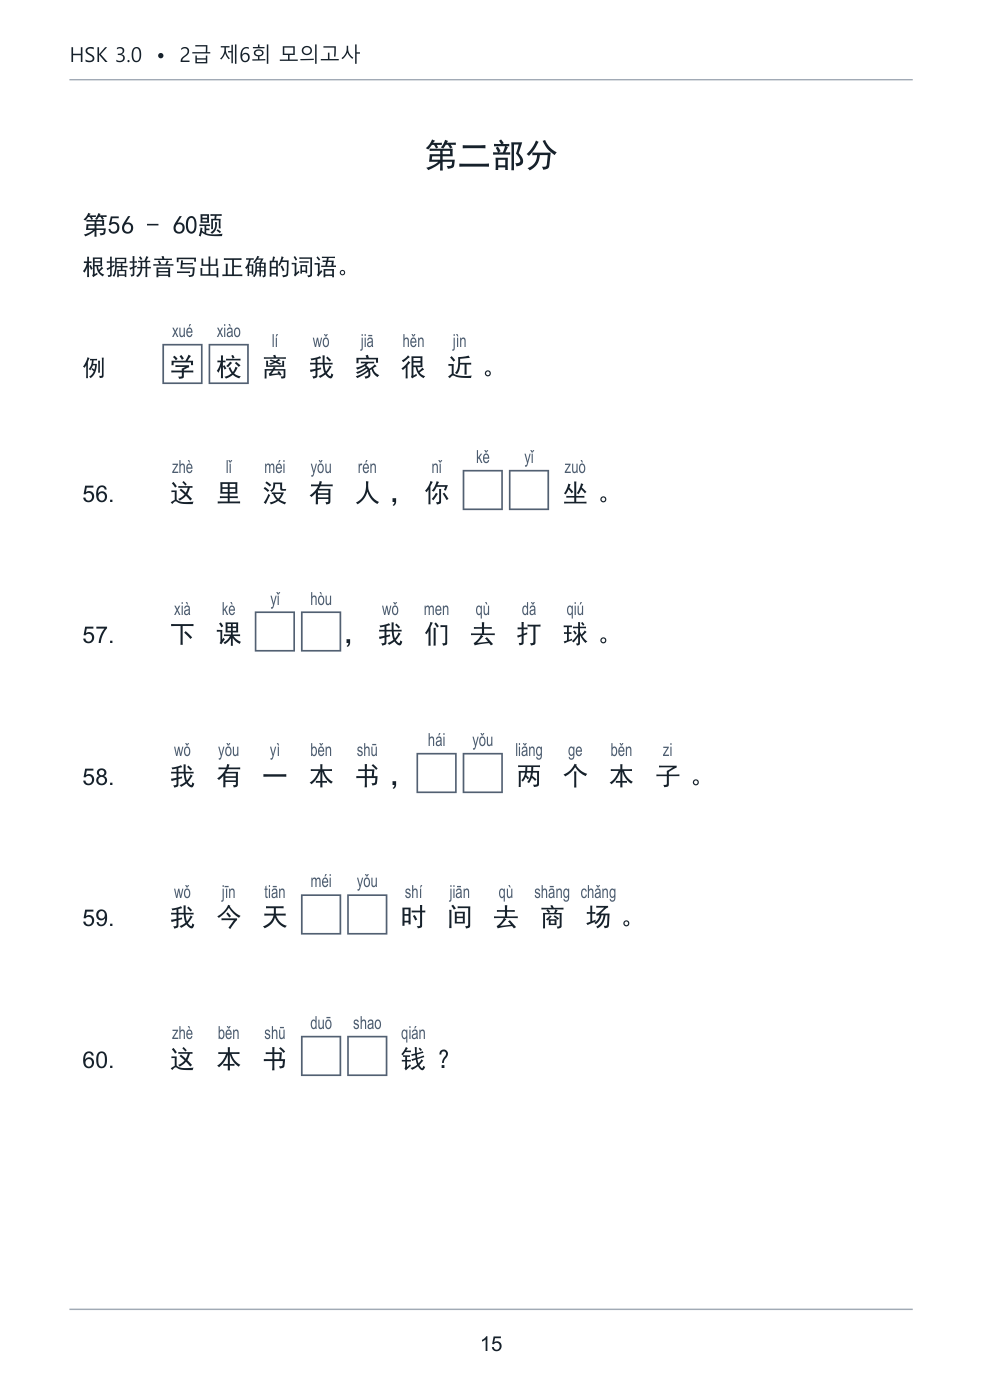 HSK 3.0 • 2급 제6회 모의고사
第二部分
第56 - 60题
根据拼音写出正确的词语。
xué xiào lí wǒ jiā hěn jìn
例 学校离我家很近。
zhè lǐ méi yǒu rén nǐ kě yǐ zuò
56. 这里没有人，你□□坐。
xià kè yǐ hòu wǒ men qù dǎ qiú
57. 下课□□，我们去打球。
wǒ yǒu yì běn shū hái yǒu liǎng ge běn zi
58. 我有一本书，□□两个本子。
wǒ jīn tiān méi yǒu shí jiān qù shāng chǎng
59. 我今天□□时间去商场。
zhè běn shū duō shao qián
60. 这本书□□钱？
15